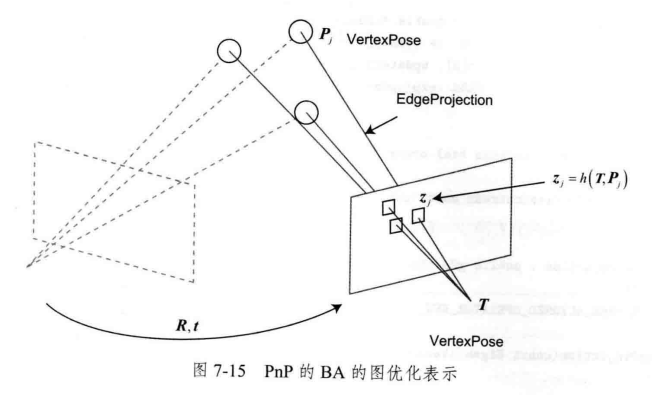 P_j VertexPose
EdgeProjection
z_j = h(T, P_j)
z_j
T
R, t
VertexPose
图 7-15 PnP 的 BA 的图优化表示